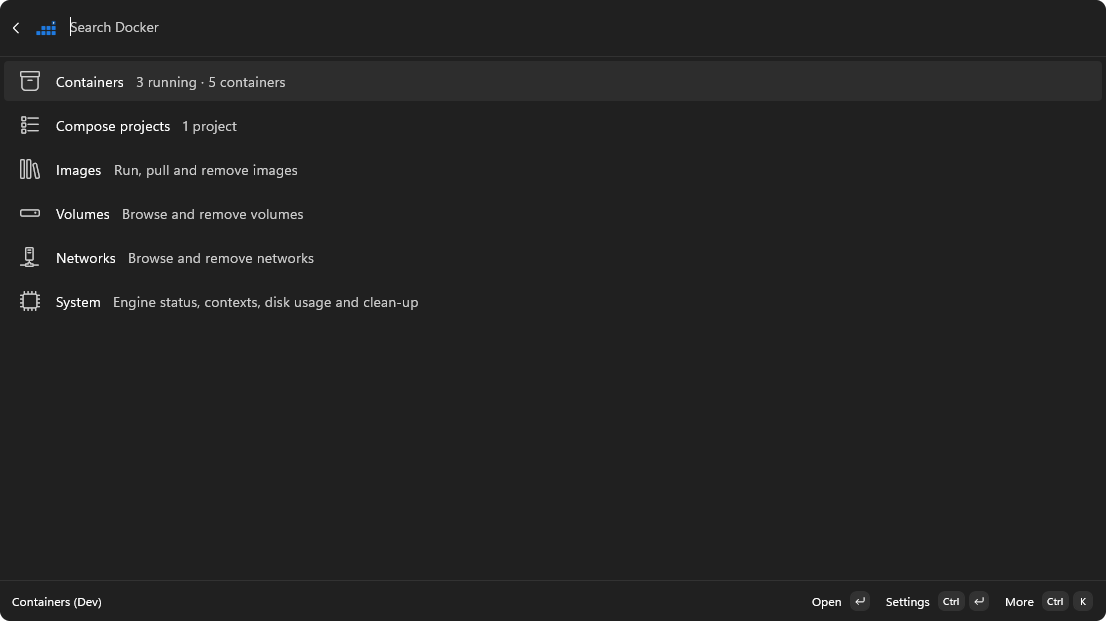 Search Docker
Containers 3 running · 5 containers
Compose projects 1 project
Images Run, pull and remove images
Volumes Browse and remove volumes
Networks Browse and remove networks
System Engine status, contexts, disk usage and clean-up
Containers (Dev) Open Settings Ctrl More Ctrl K